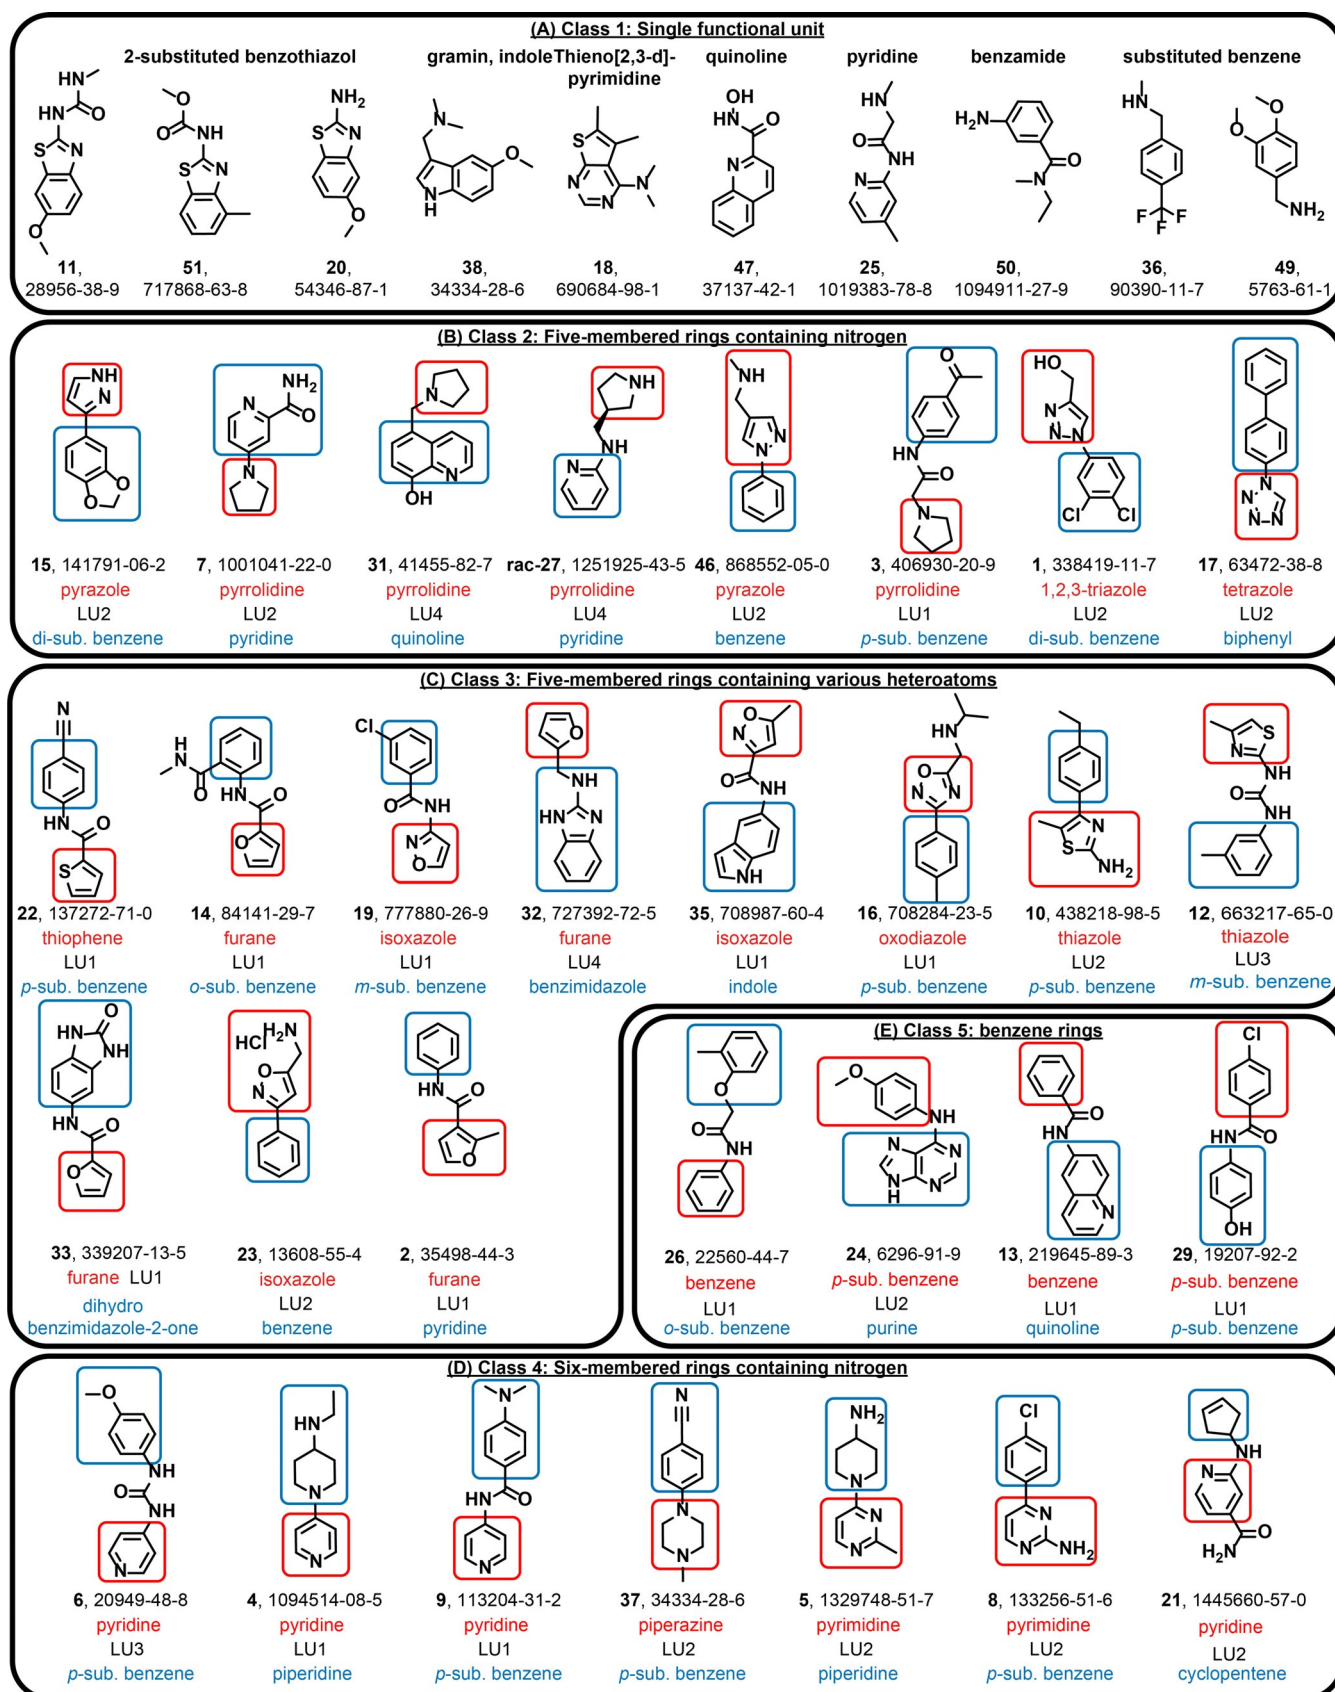 (A) Class 1: Single functional unit
2-substituted benzothiazol gramin, indole Thieno[2,3-d]- quinoline pyridine benzamide substituted benzene
pyrimidine
11, 51, 20, 38, 18, 47, 25, 50, 36, 49,
28956-38-9 717868-63-8 54346-87-1 34334-28-6 690684-98-1 37137-42-1 1019383-78-8 1094911-27-9 90390-11-7 5763-61-1
(B) Class 2: Five-membered rings containing nitrogen
15, 141791-06-2 7, 1001041-22-0 31, 41455-82-7 rac-27, 1251925-43-5 46, 868552-05-0 3, 406930-20-9 1, 338419-11-7 17, 63472-38-8
pyrazole pyrrolidine pyrrolidine pyrrolidine pyrazole pyrrolidine 1,2,3-triazole tetrazole
LU2 LU2 LU4 LU4 LU2 LU1 LU2 LU2
di-sub. benzene pyridine quinoline pyridine benzene p-sub. benzene di-sub. benzene biphenyl
(C) Class 3: Five-membered rings containing various heteroatoms
22, 137272-71-0 14, 84141-29-7 19, 777880-26-9 32, 727392-72-5 35, 708987-60-4 16, 708284-23-5 10, 438218-98-5 12, 663217-65-0
thiophene furane isoxazole furane isoxazole oxodiazole thiazole thiazole
LU1 LU1 LU1 LU4 LU1 LU1 LU2 LU3
p-sub. benzene o-sub. benzene m-sub. benzene benzimidazole indole p-sub. benzene p-sub. benzene m-sub. benzene
33, 339207-13-5 23, 13608-55-4 2, 35498-44-3
furane LU1 isoxazole furane
LU2 LU1
dihydro
benzimidazole-2-one benzene pyridine
(E) Class 5: benzene rings
26, 22560-44-7 24, 6296-91-9 13, 219645-89-3 29, 19207-92-2
benzene p-sub. benzene benzene p-sub. benzene
LU1 LU2 LU1 LU1
o-sub. benzene purine quinoline p-sub. benzene
(D) Class 4: Six-membered rings containing nitrogen
6, 20949-48-8 4, 1094514-08-5 9, 113204-31-2 37, 34334-28-6 5, 1329748-51-7 8, 133256-51-6 21, 1445660-57-0
pyridine pyridine pyridine piperazine pyrimidine pyrimidine pyridine
LU3 LU1 LU1 LU2 LU2 LU2 LU2
p-sub. benzene piperidine p-sub. benzene p-sub. benzene piperidine p-sub. benzene cyclopentene